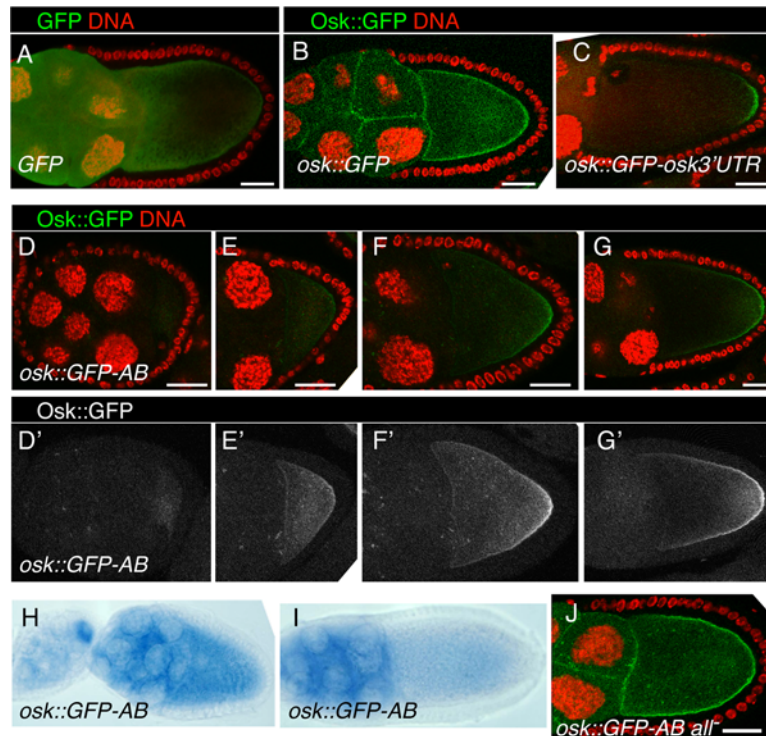 GFP DNA
Osk::GFP DNA
A
B
C
GFP
osk::GFP
osk::GFP-osk3'UTR
Osk::GFP DNA
D
E
F
G
osk::GFP-AB
Osk::GFP
D'
E'
F'
G'
osk::GFP-AB
H
I
J
osk::GFP-AB
osk::GFP-AB
osk::GFP-AB all-